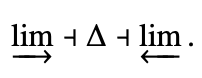 lim⟶ ⊣ Δ ⊣ lim⟵.